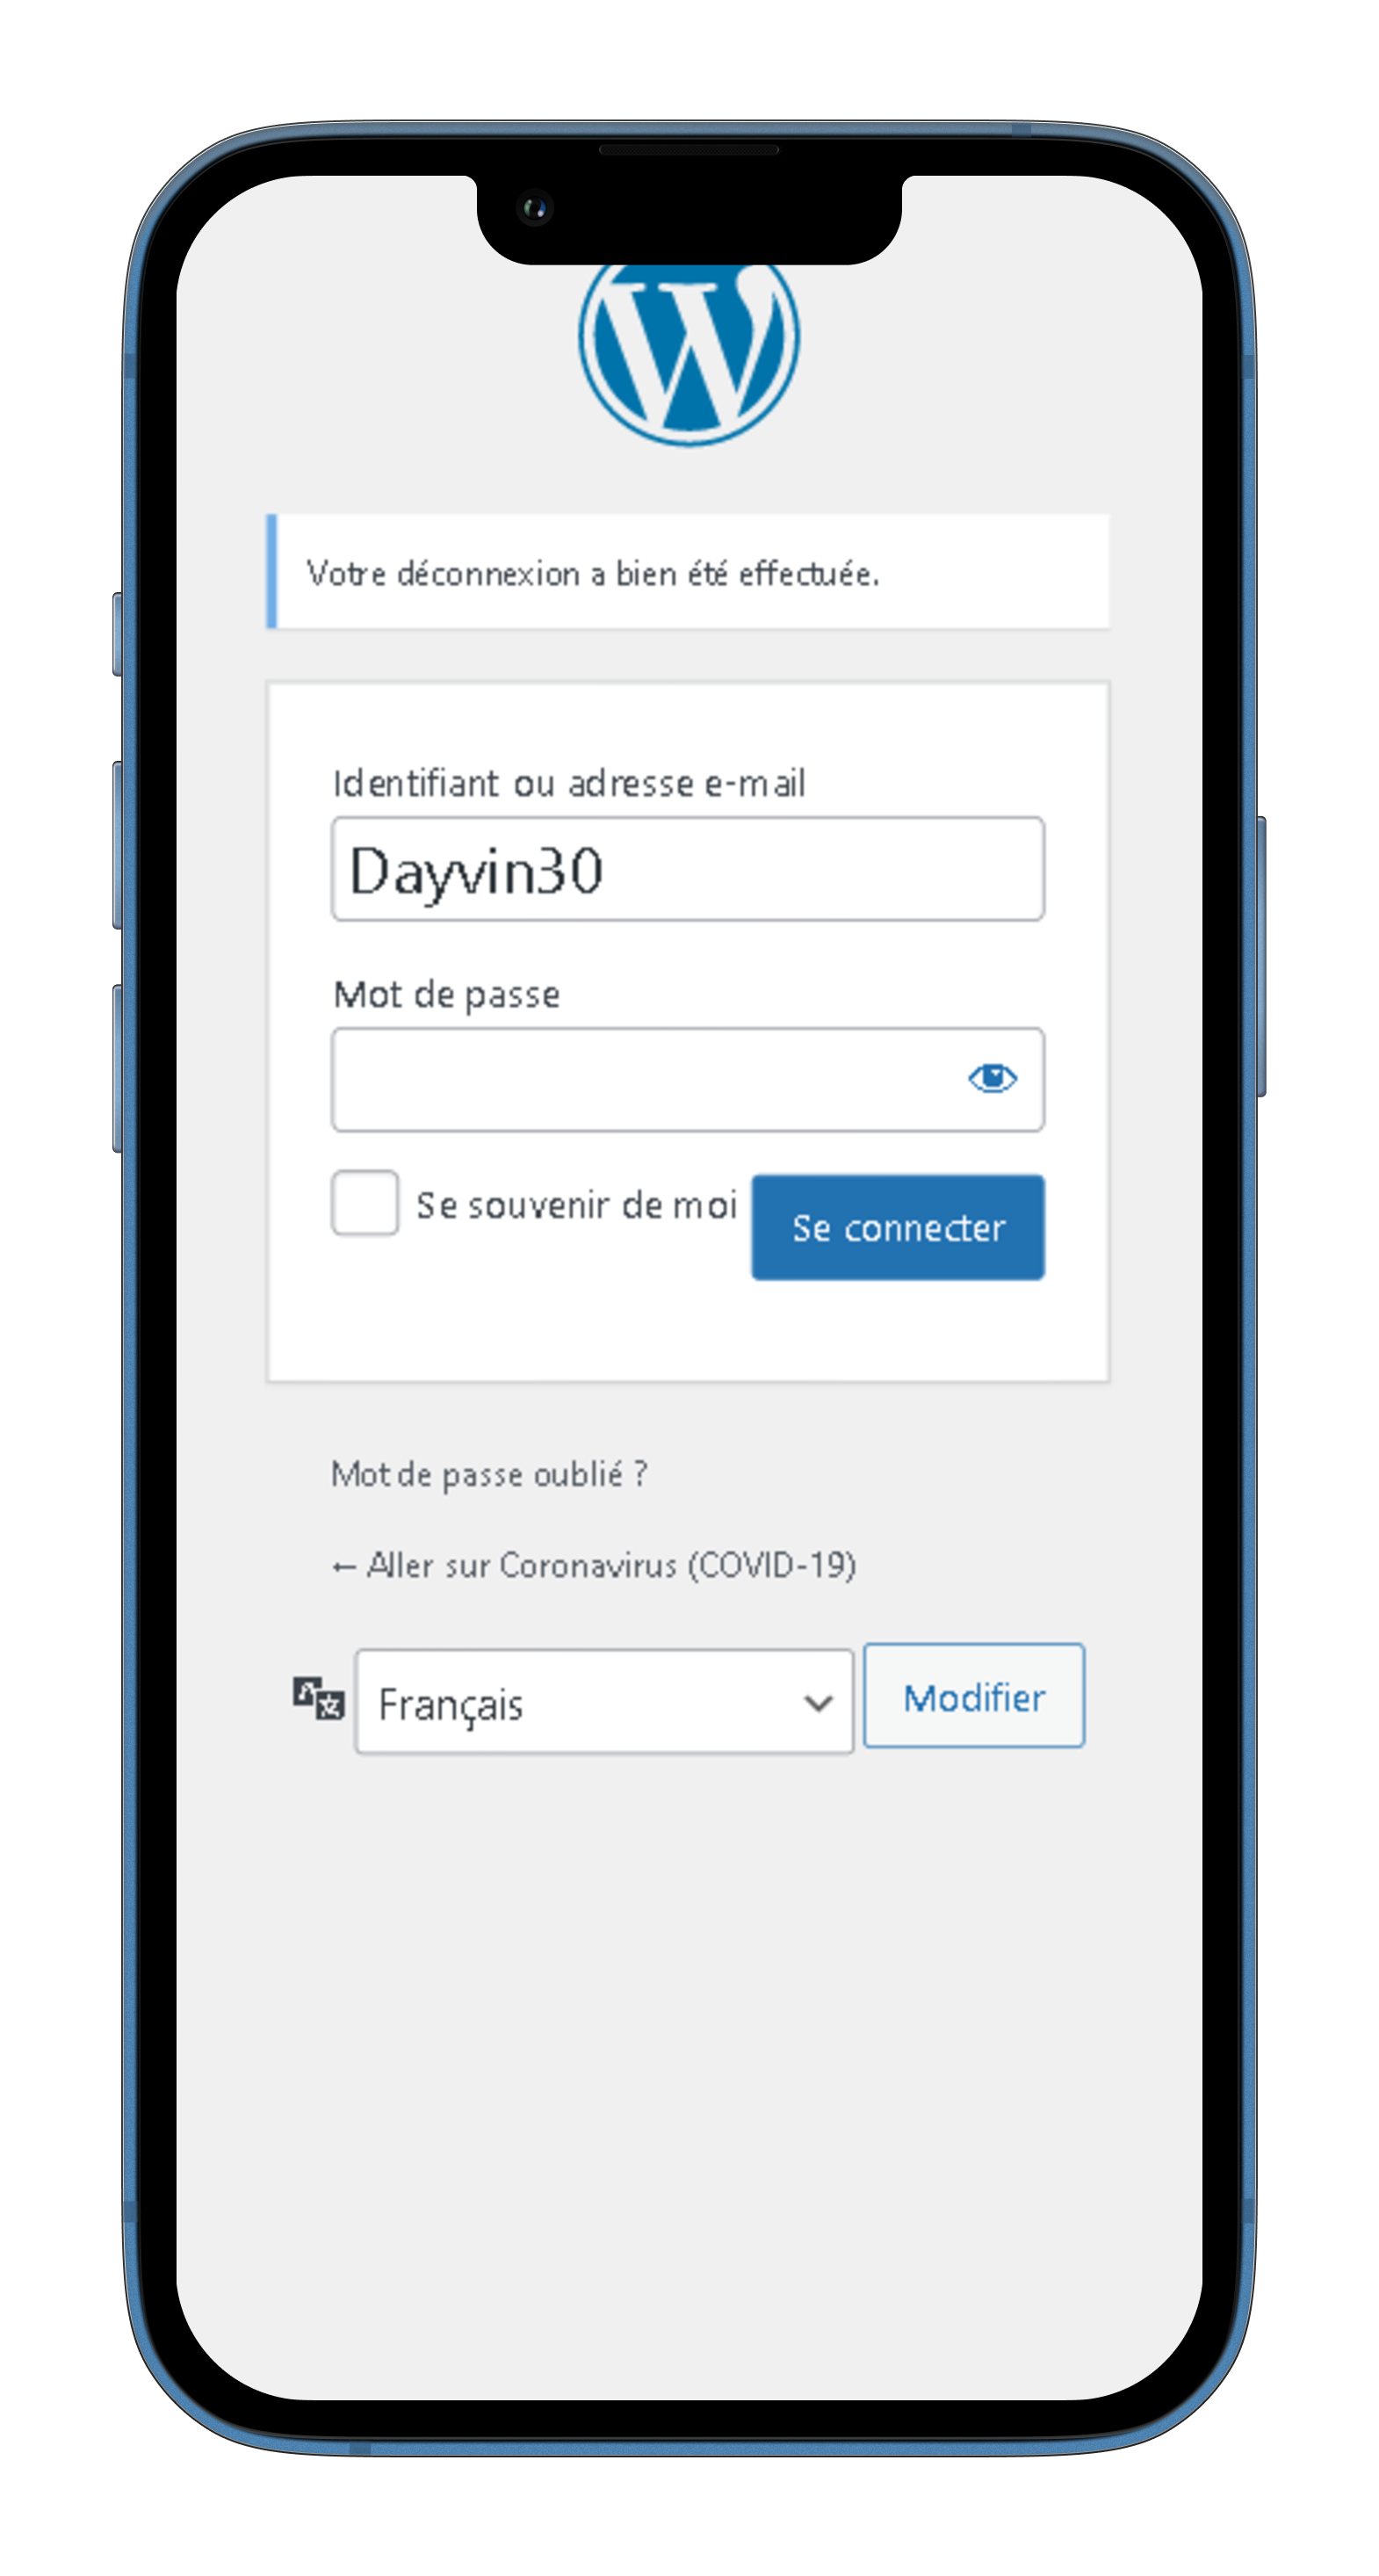 Votre déconnexion a bien été effectuée.
Identifiant ou adresse e-mail
Dayvin30
Mot de passe
Se souvenir de moi
Se connecter
Mot de passe oublié ?
← Aller sur Coronavirus (COVID-19)
Français
Modifier